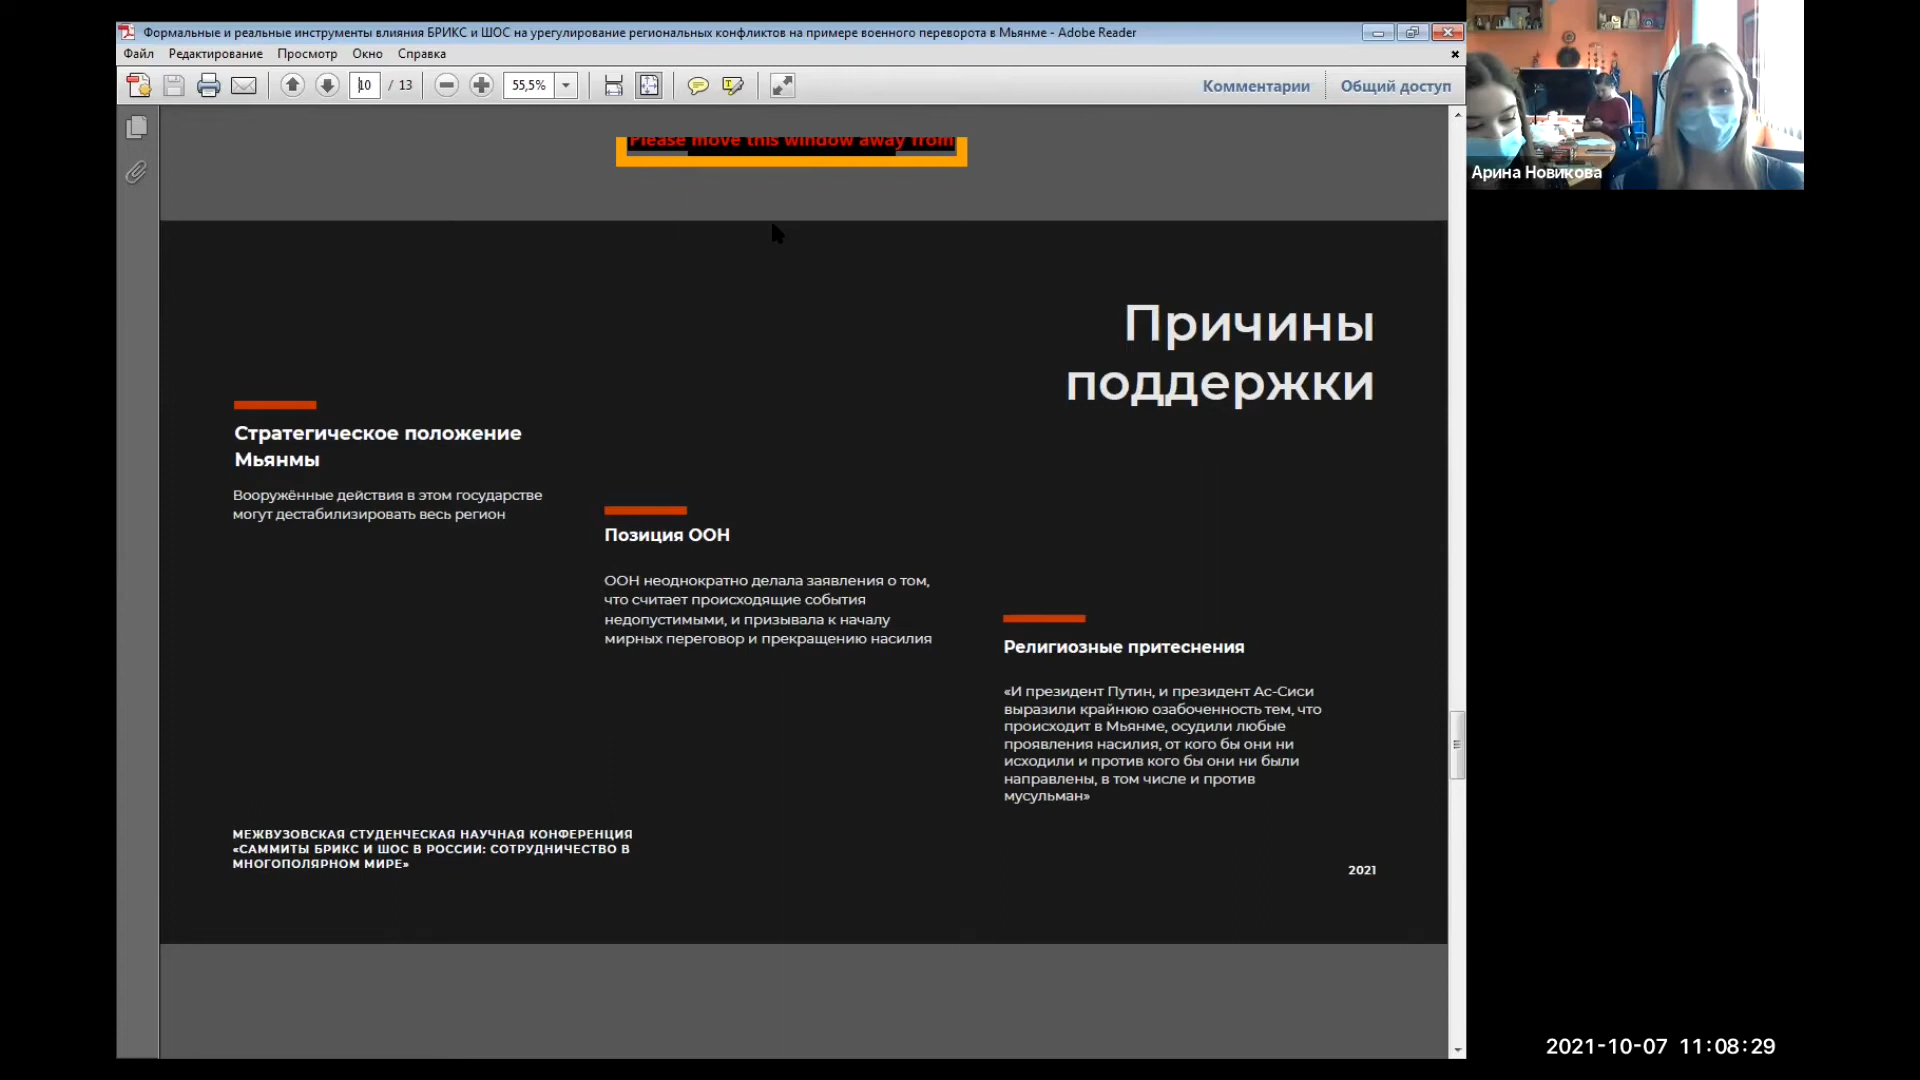 Формальные и реальные инструменты влияния БРИКС и ШОС на урегулирование региональных конфликтов на примере военного переворота в Мьянме - Adobe Reader
Файл Редактирование Просмотр Окно Справка
10 / 13 55,5% Комментарии Общий доступ
Please move this window away from
Арина Новикова
Причины
поддержки
Стратегическое положение
Мьянмы
Вооружённые действия в этом государстве
могут дестабилизировать весь регион
Позиция ООН
ООН неоднократно делала заявления о том,
что считает происходящие события
недопустимыми, и призывала к началу
мирных переговор и прекращению насилия
Религиозные притеснения
«И президент Путин, и президент Ас-Сиси
выразили крайнюю озабоченность тем, что
происходит в Мьянме, осудили любые
проявления насилия, от кого бы они ни
исходили и против кого бы они ни были
направлены, в том числе и против
мусульман»
МЕЖВУЗОВСКАЯ СТУДЕНЧЕСКАЯ НАУЧНАЯ КОНФЕРЕНЦИЯ
«САММИТЫ БРИКС И ШОС В РОССИИ: СОТРУДНИЧЕСТВО В
МНОГОПОЛЯРНОМ МИРЕ»
2021
2021-10-07 11:08:29